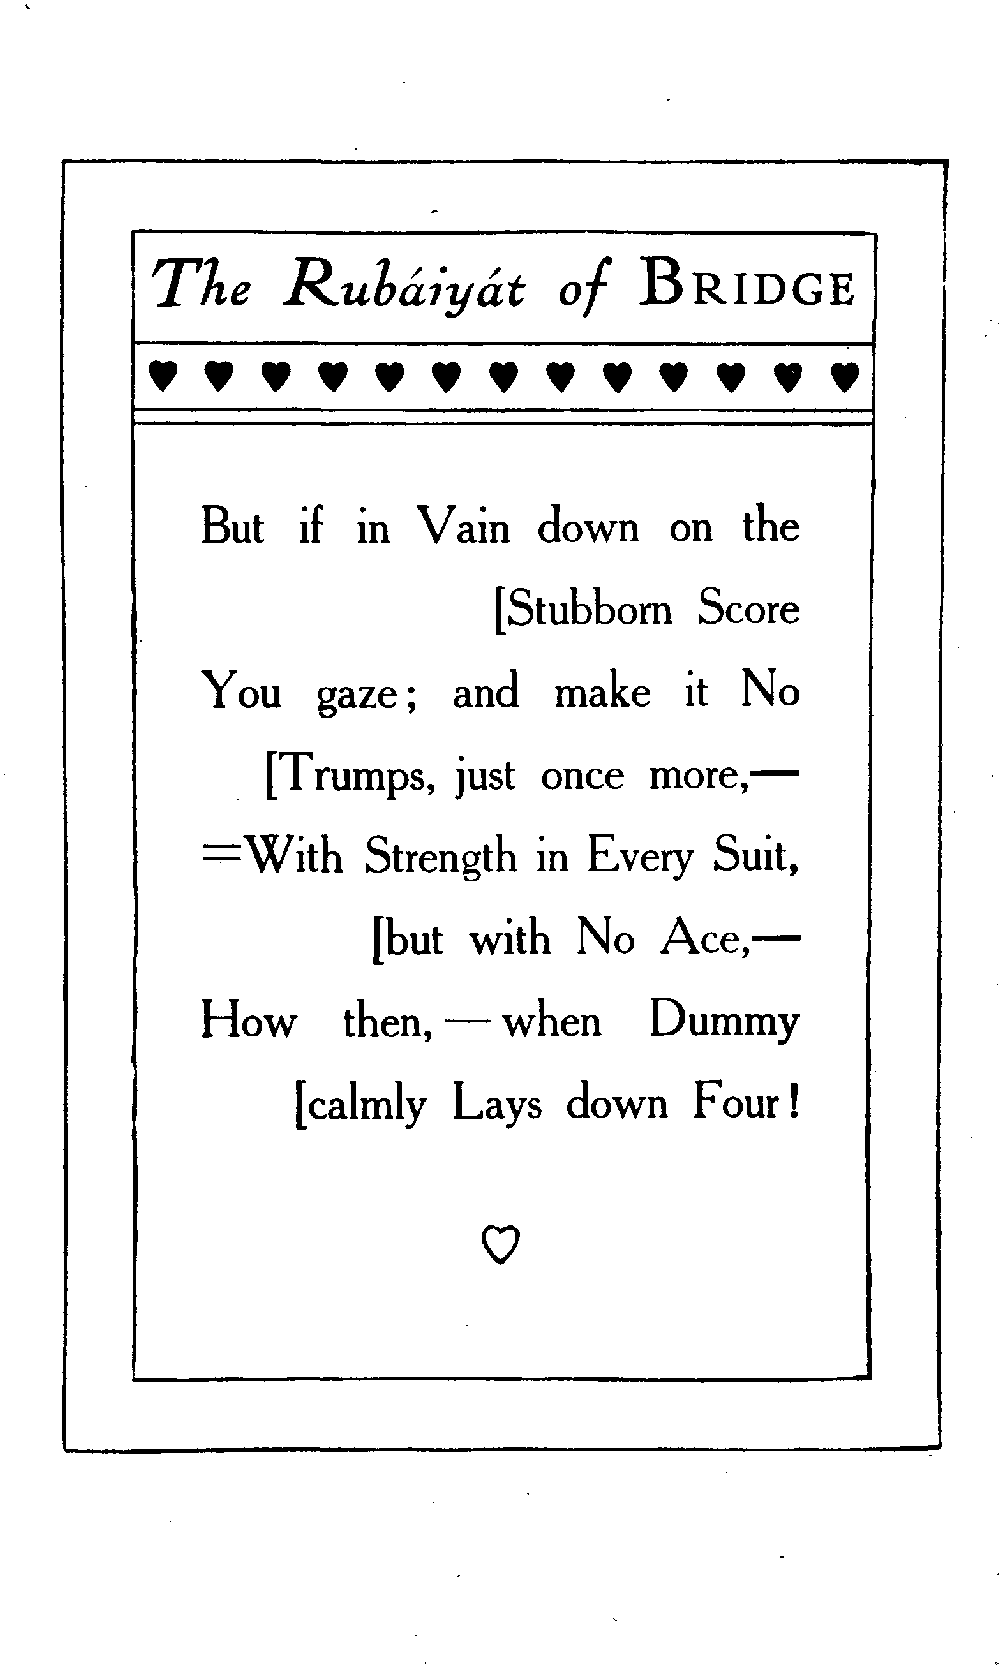 The Rubáiyát of BRIDGE
♥ ♥ ♥ ♥ ♥ ♥ ♥ ♥ ♥ ♥ ♥ ♥ ♥
But if in Vain down on the
[Stubborn Score
You gaze; and make it No
[Trumps, just once more,—
=With Strength in Every Suit,
[but with No Ace,—
How then, — when Dummy
[calmly Lays down Four!
♡